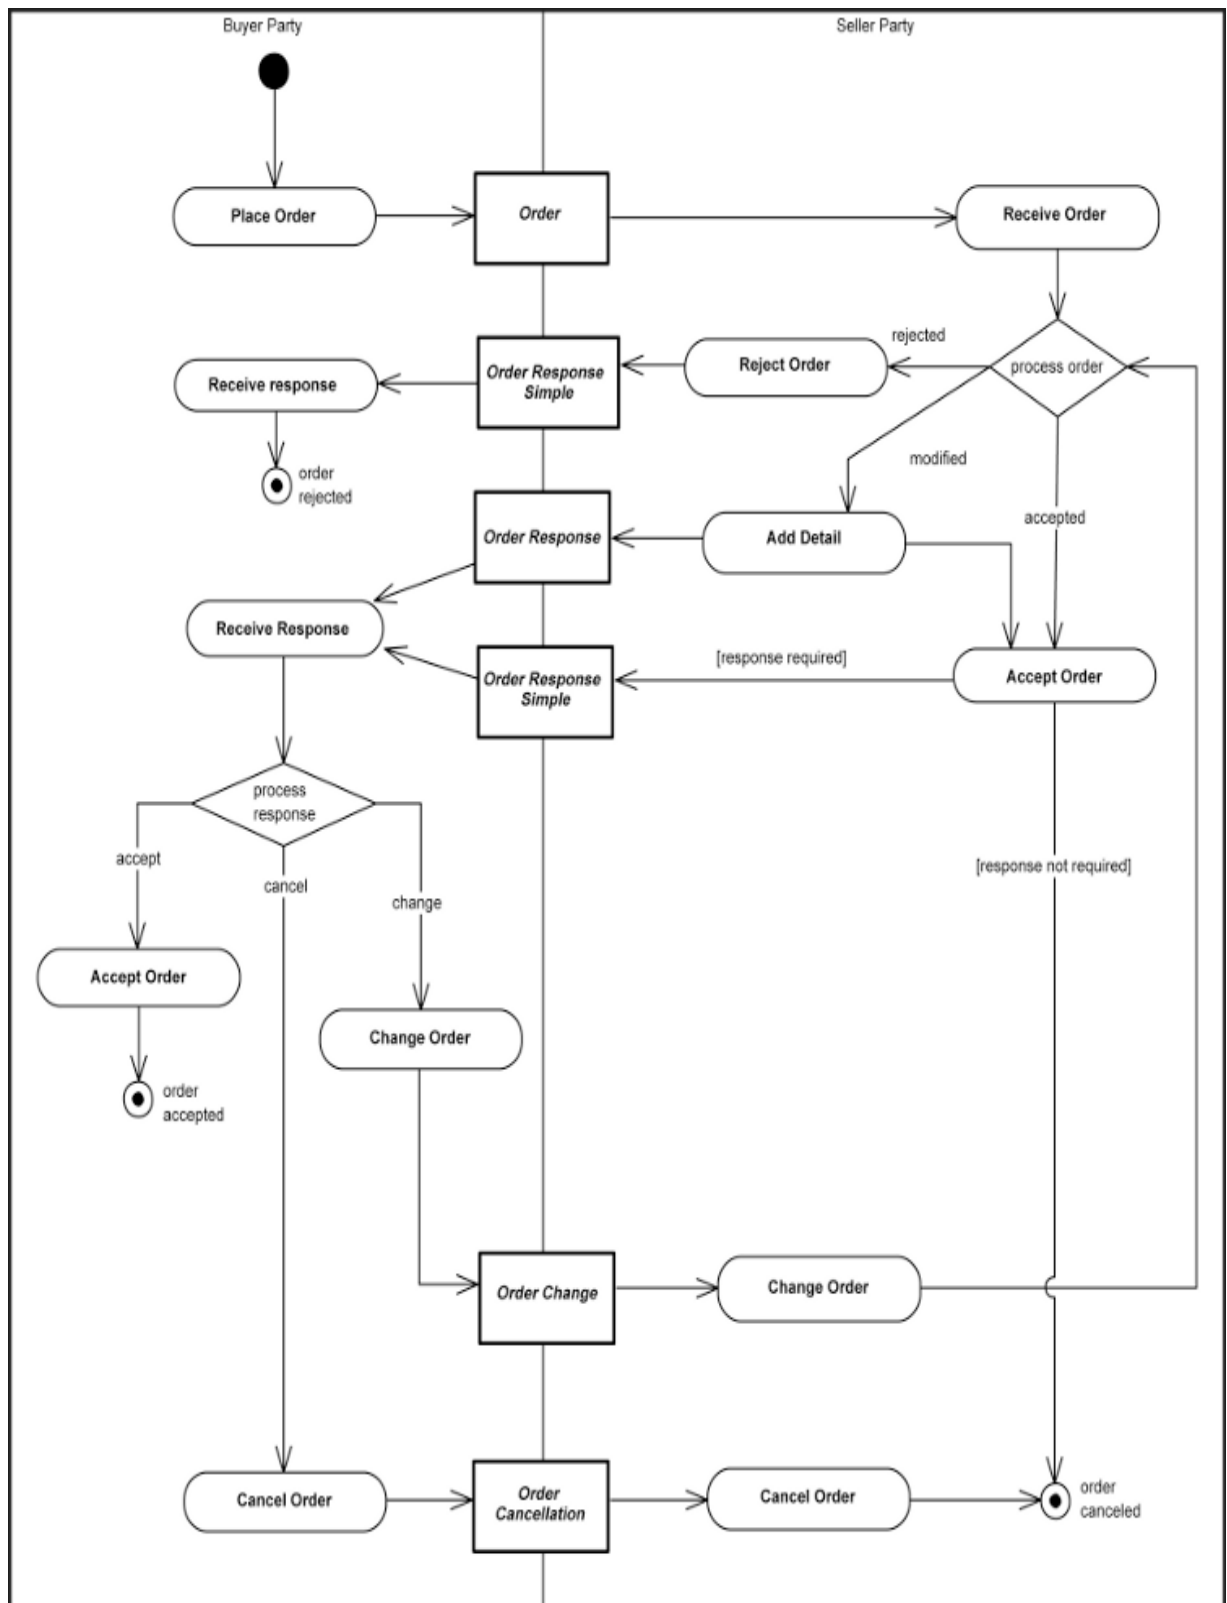 Buyer Party
Seller Party
Place Order
Order
Receive Order
rejected
Reject Order
process order
Order Response
Simple
Receive response
order
rejected
modified
accepted
Order Response
Add Detail
Receive Response
[response required]
Order Response
Simple
Accept Order
process
response
accept
cancel
change
[response not required]
Accept Order
Change Order
order
accepted
Order Change
Change Order
Cancel Order
Order
Cancellation
Cancel Order
order
canceled